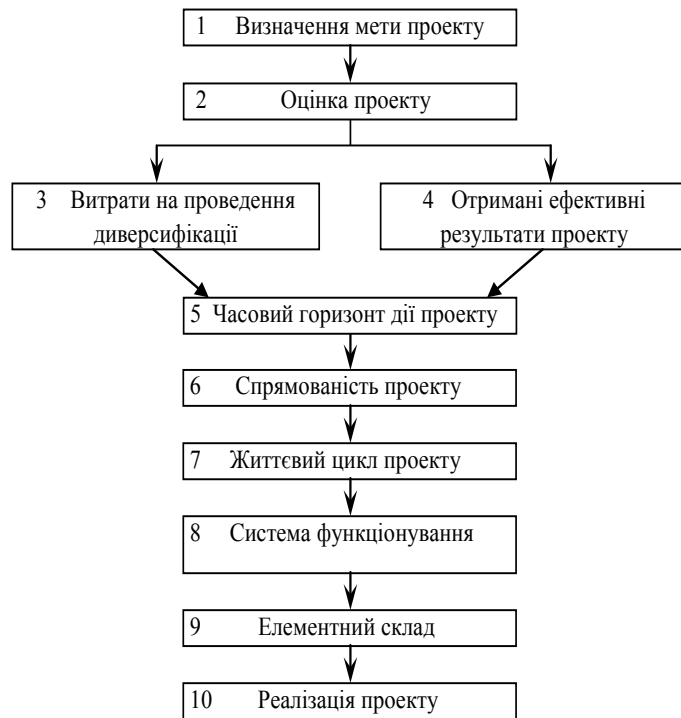 1 Визначення мети проекту
2 Оцінка проекту
3 Витрати на проведення
диверсифікації
4 Отримані ефективні
результати проекту
5 Часовий горизонт дії проекту
6 Спрямованість проекту
7 Життєвий цикл проекту
8 Система функціонування
9 Елементний склад
10 Реалізація проекту